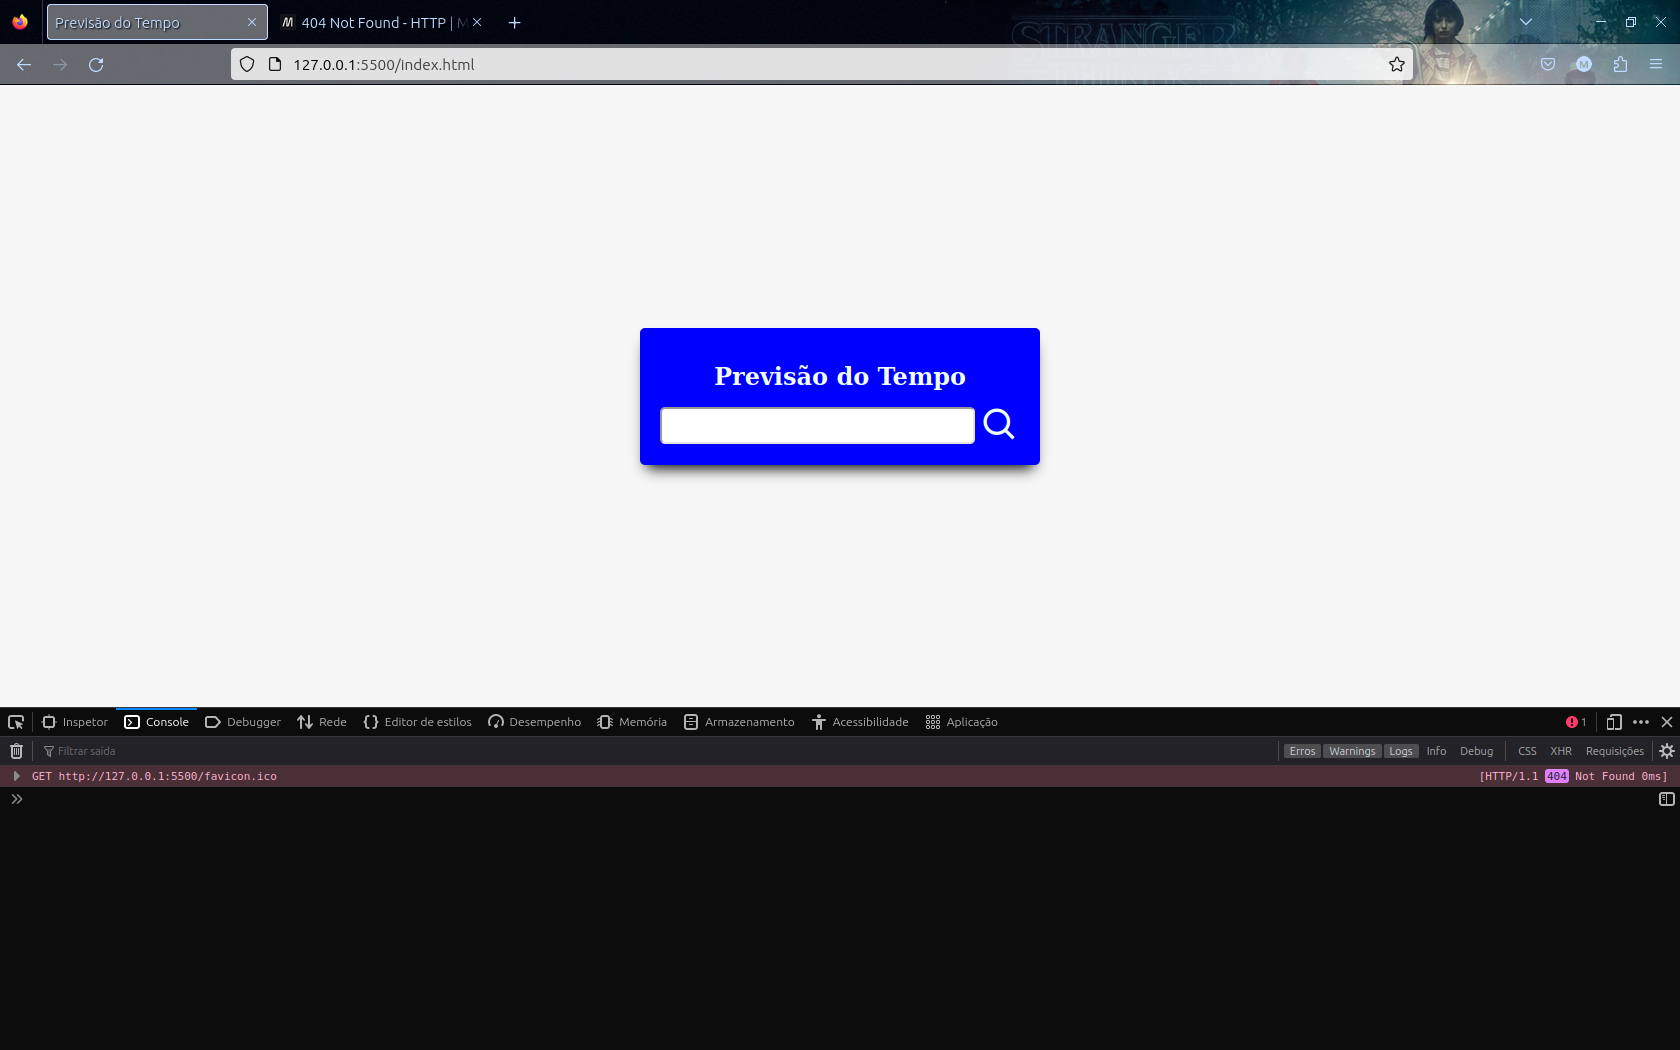 Previsão do Tempo
404 Not Found - HTTP | M
STRANGER
127.0.0.1:5500/index.html
M
Previsão do Tempo
Inspetor Console Debugger Rede Editor de estilos Desempenho Memória Armazenamento Acessibilidade Aplicação 1
Filtrar saída Erros Warnings Logs Info Debug CSS XHR Requisições
GET http://127.0.0.1:5500/favicon.ico [HTTP/1.1 404 Not Found 0ms]